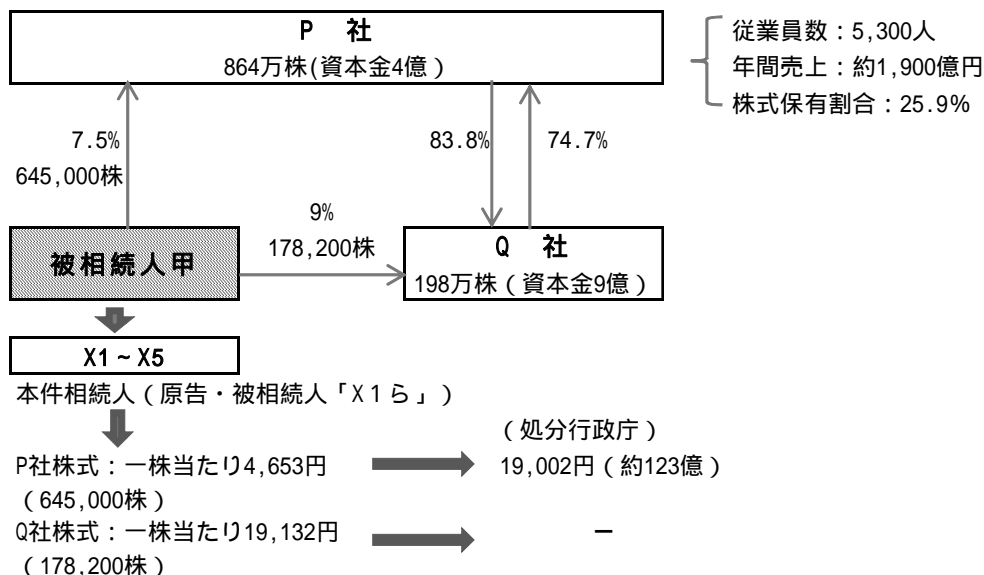 P 社
864万株(資本金4億)
従業員数:5,300人
年間売上:約1,900億円
株式保有割合:25.9%
7.5%
645,000株
83.8%
74.7%
9%
178,200株
被相続人甲
Q 社
198万株(資本金9億)
X1~X5
本件相続人(原告・被相続人「X1ら」)
(処分行政庁)
P社株式:一株当たり4,653円
19,002円(約123億)
(645,000株)
Q社株式:一株当たり19,132円
-
(178,200株)